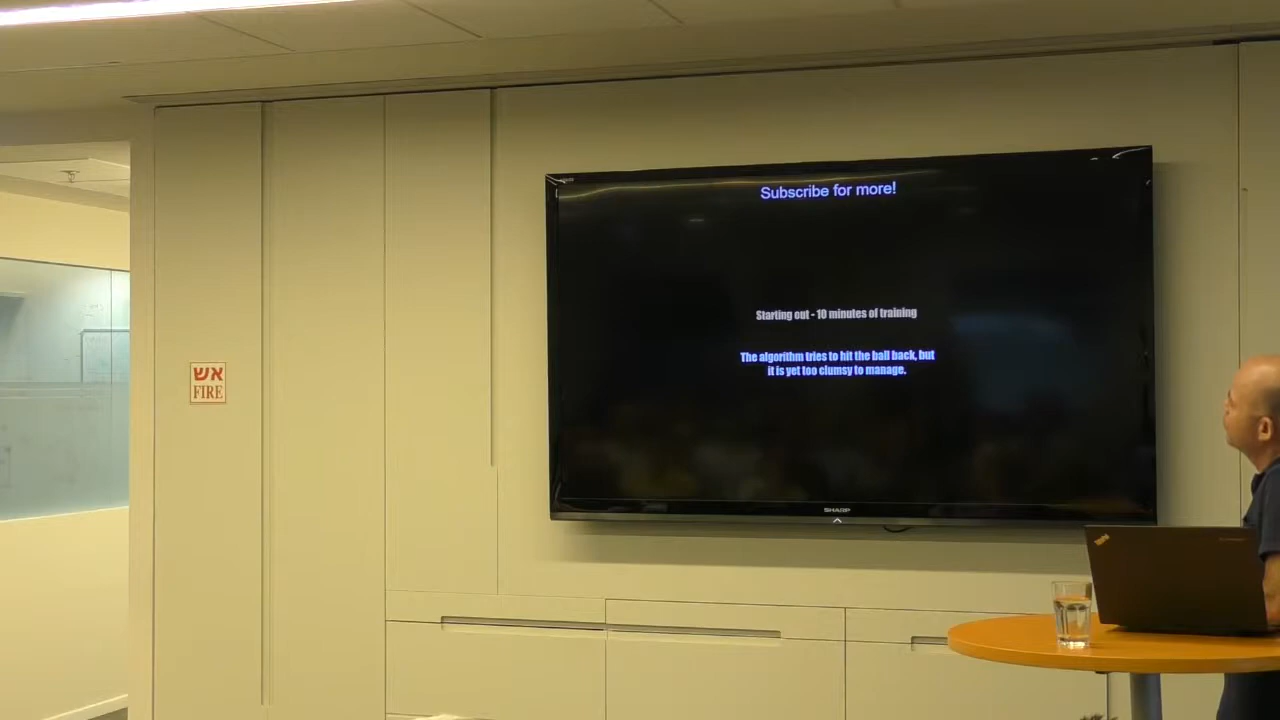 Subscribe for more!
Starting out - 10 minutes of training
The algorithm tries to hit the ball back, but
it is yet too clumsy to manage.
אש
FIRE
SHARP